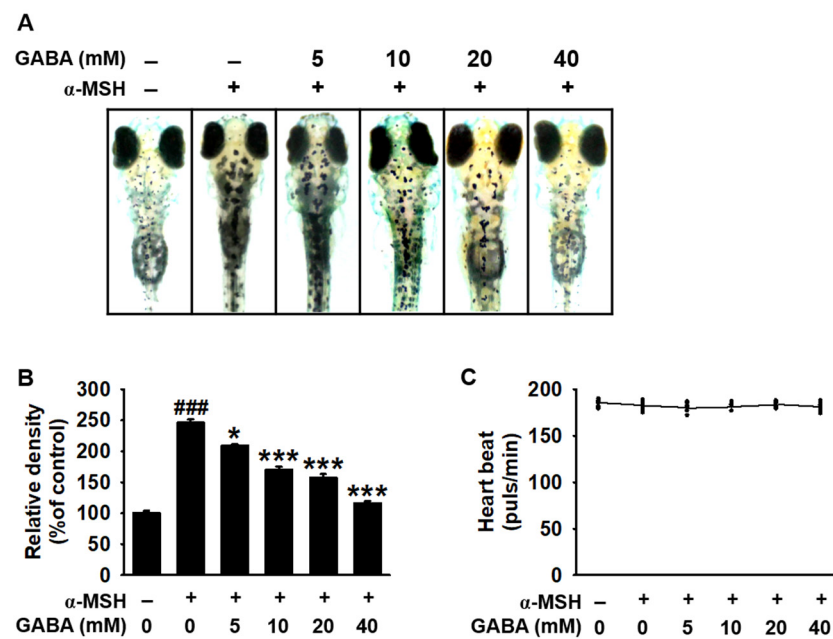 A
GABA (mM) – – 5 10 20 40
α-MSH – + + + + +
B
Relative density
(%of control)
300
250
200
150
100
50
0
###
*
***
***
***
α-MSH – + + + + +
GABA (mM) 0 0 5 10 20 40
C
Heart beat
(puls/min)
200
150
100
50
0
α-MSH – + + + + +
GABA (mM) 0 0 5 10 20 40